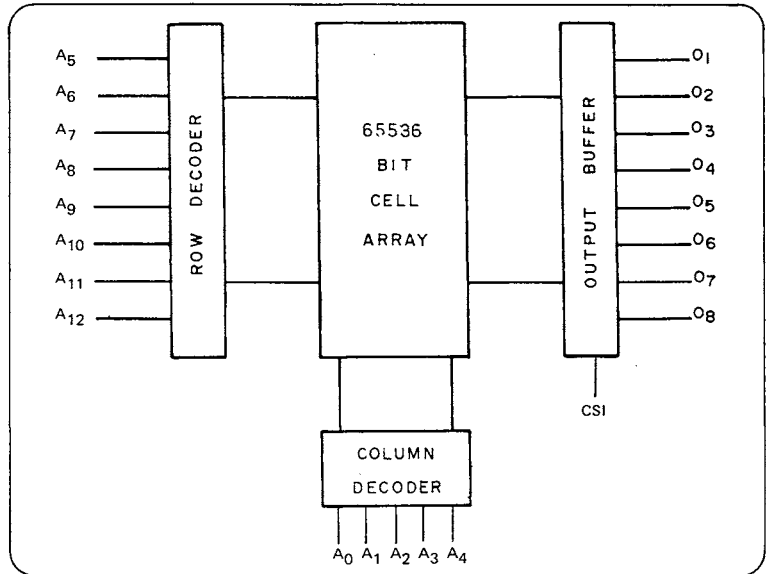 A5
A6
A7
A8
A9
A10
A11
A12
ROW DECODER
65536
BIT
CELL
ARRAY
OUTPUT BUFFER
O1
O2
O3
O4
O5
O6
O7
O8
CSI
COLUMN
DECODER
A0 A1 A2 A3 A4